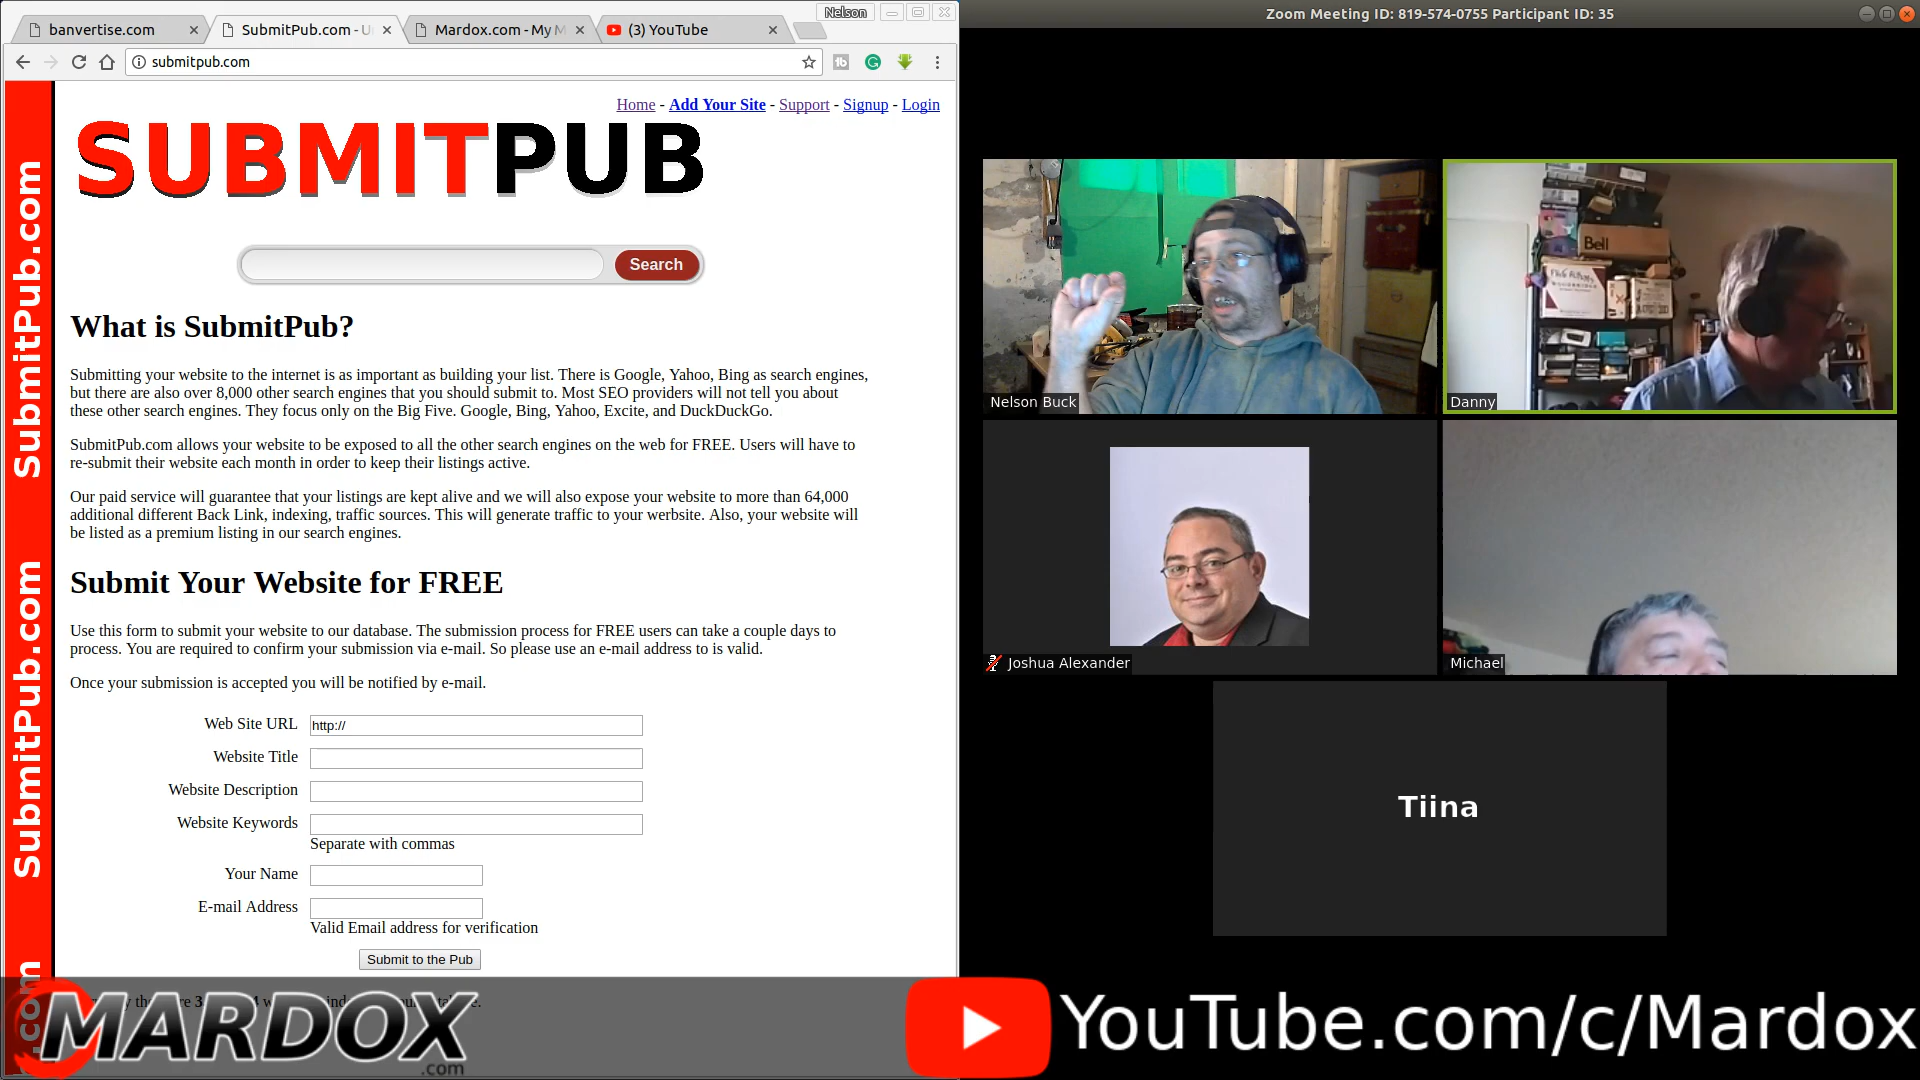 Nelson
banvertise.com
SubmitPub.com - U
Mardox.com - My M
(3) YouTube
Zoom Meeting ID: 819-574-0755 Participant ID: 35
submitpub.com
Home - Add Your Site - Support - Signup - Login
SUBMITPUB
Search
SubmitPub.com
SubmitPub.com
.com
What is SubmitPub?
Submitting your website to the internet is as important as building your list. There is Google, Yahoo, Bing as search engines,
but there are also over 8,000 other search engines that you should submit to. Most SEO providers will not tell you about
these other search engines. They focus only on the Big Five. Google, Bing, Yahoo, Excite, and DuckDuckGo.
SubmitPub.com allows your website to be exposed to all the other search engines on the web for FREE. Users will have to
re-submit their website each month in order to keep their listings active.
Our paid service will guarantee that your listings are kept alive and we will also expose your website to more than 64,000
additional different Back Link, indexing, traffic sources. This will generate traffic to your werbsite. Also, your website will
be listed as a premium listing in our search engines.
Submit Your Website for FREE
Use this form to submit your website to our database. The submission process for FREE users can take a couple days to
process. You are required to confirm your submission via e-mail. So please use an e-mail address to is valid.
Once your submission is accepted you will be notified by e-mail.
Web Site URL http://
Website Title
Website Description
Website Keywords
Separate with commas
Your Name
E-mail Address
Valid Email address for verification
Submit to the Pub
MARDOX
.com
Bell
Nelson Buck
Danny
Joshua Alexander
Michael
Tiina
YouTube.com/c/Mardox